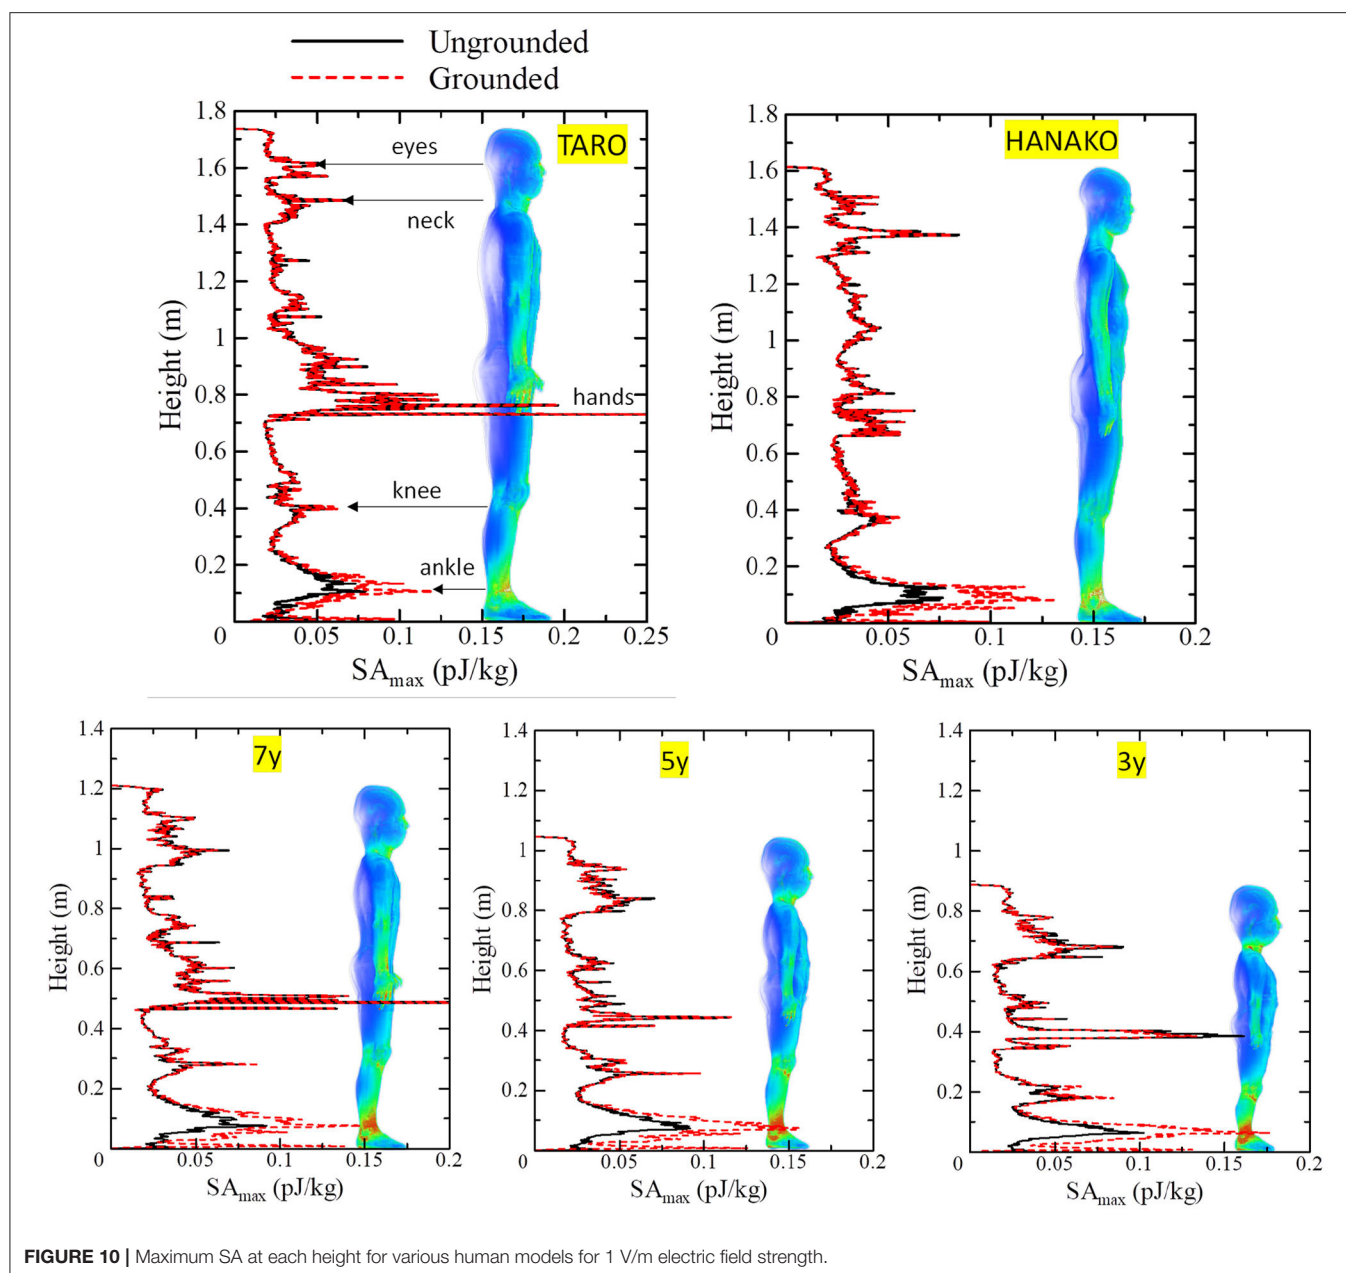 Ungrounded
Grounded
TARO
1.8
1.6
1.4
1.2
1
0.8
0.6
0.4
0.2
0
Height (m)
eyes
neck
hands
knee
ankle
0 0.05 0.1 0.15 0.2 0.25
SAmax (pJ/kg)
HANAKO
1.8
1.6
1.4
1.2
1
0.8
0.6
0.4
0.2
0
Height (m)
0.05 0.1 0.15 0.2
SAmax (pJ/kg)
7y
1.4
1.2
1
0.8
0.6
0.4
0.2
0
Height (m)
0.05 0.1 0.15 0.2
SAmax (pJ/kg)
5y
1.4
1.2
1
0.8
0.6
0.4
0.2
0
Height (m)
0.05 0.1 0.15 0.2
SAmax (pJ/kg)
3y
1.4
1.2
1
0.8
0.6
0.4
0.2
0
Height (m)
0.05 0.1 0.15 0.2
SAmax (pJ/kg)
FIGURE 10 | Maximum SA at each height for various human models for 1 V/m electric field strength.